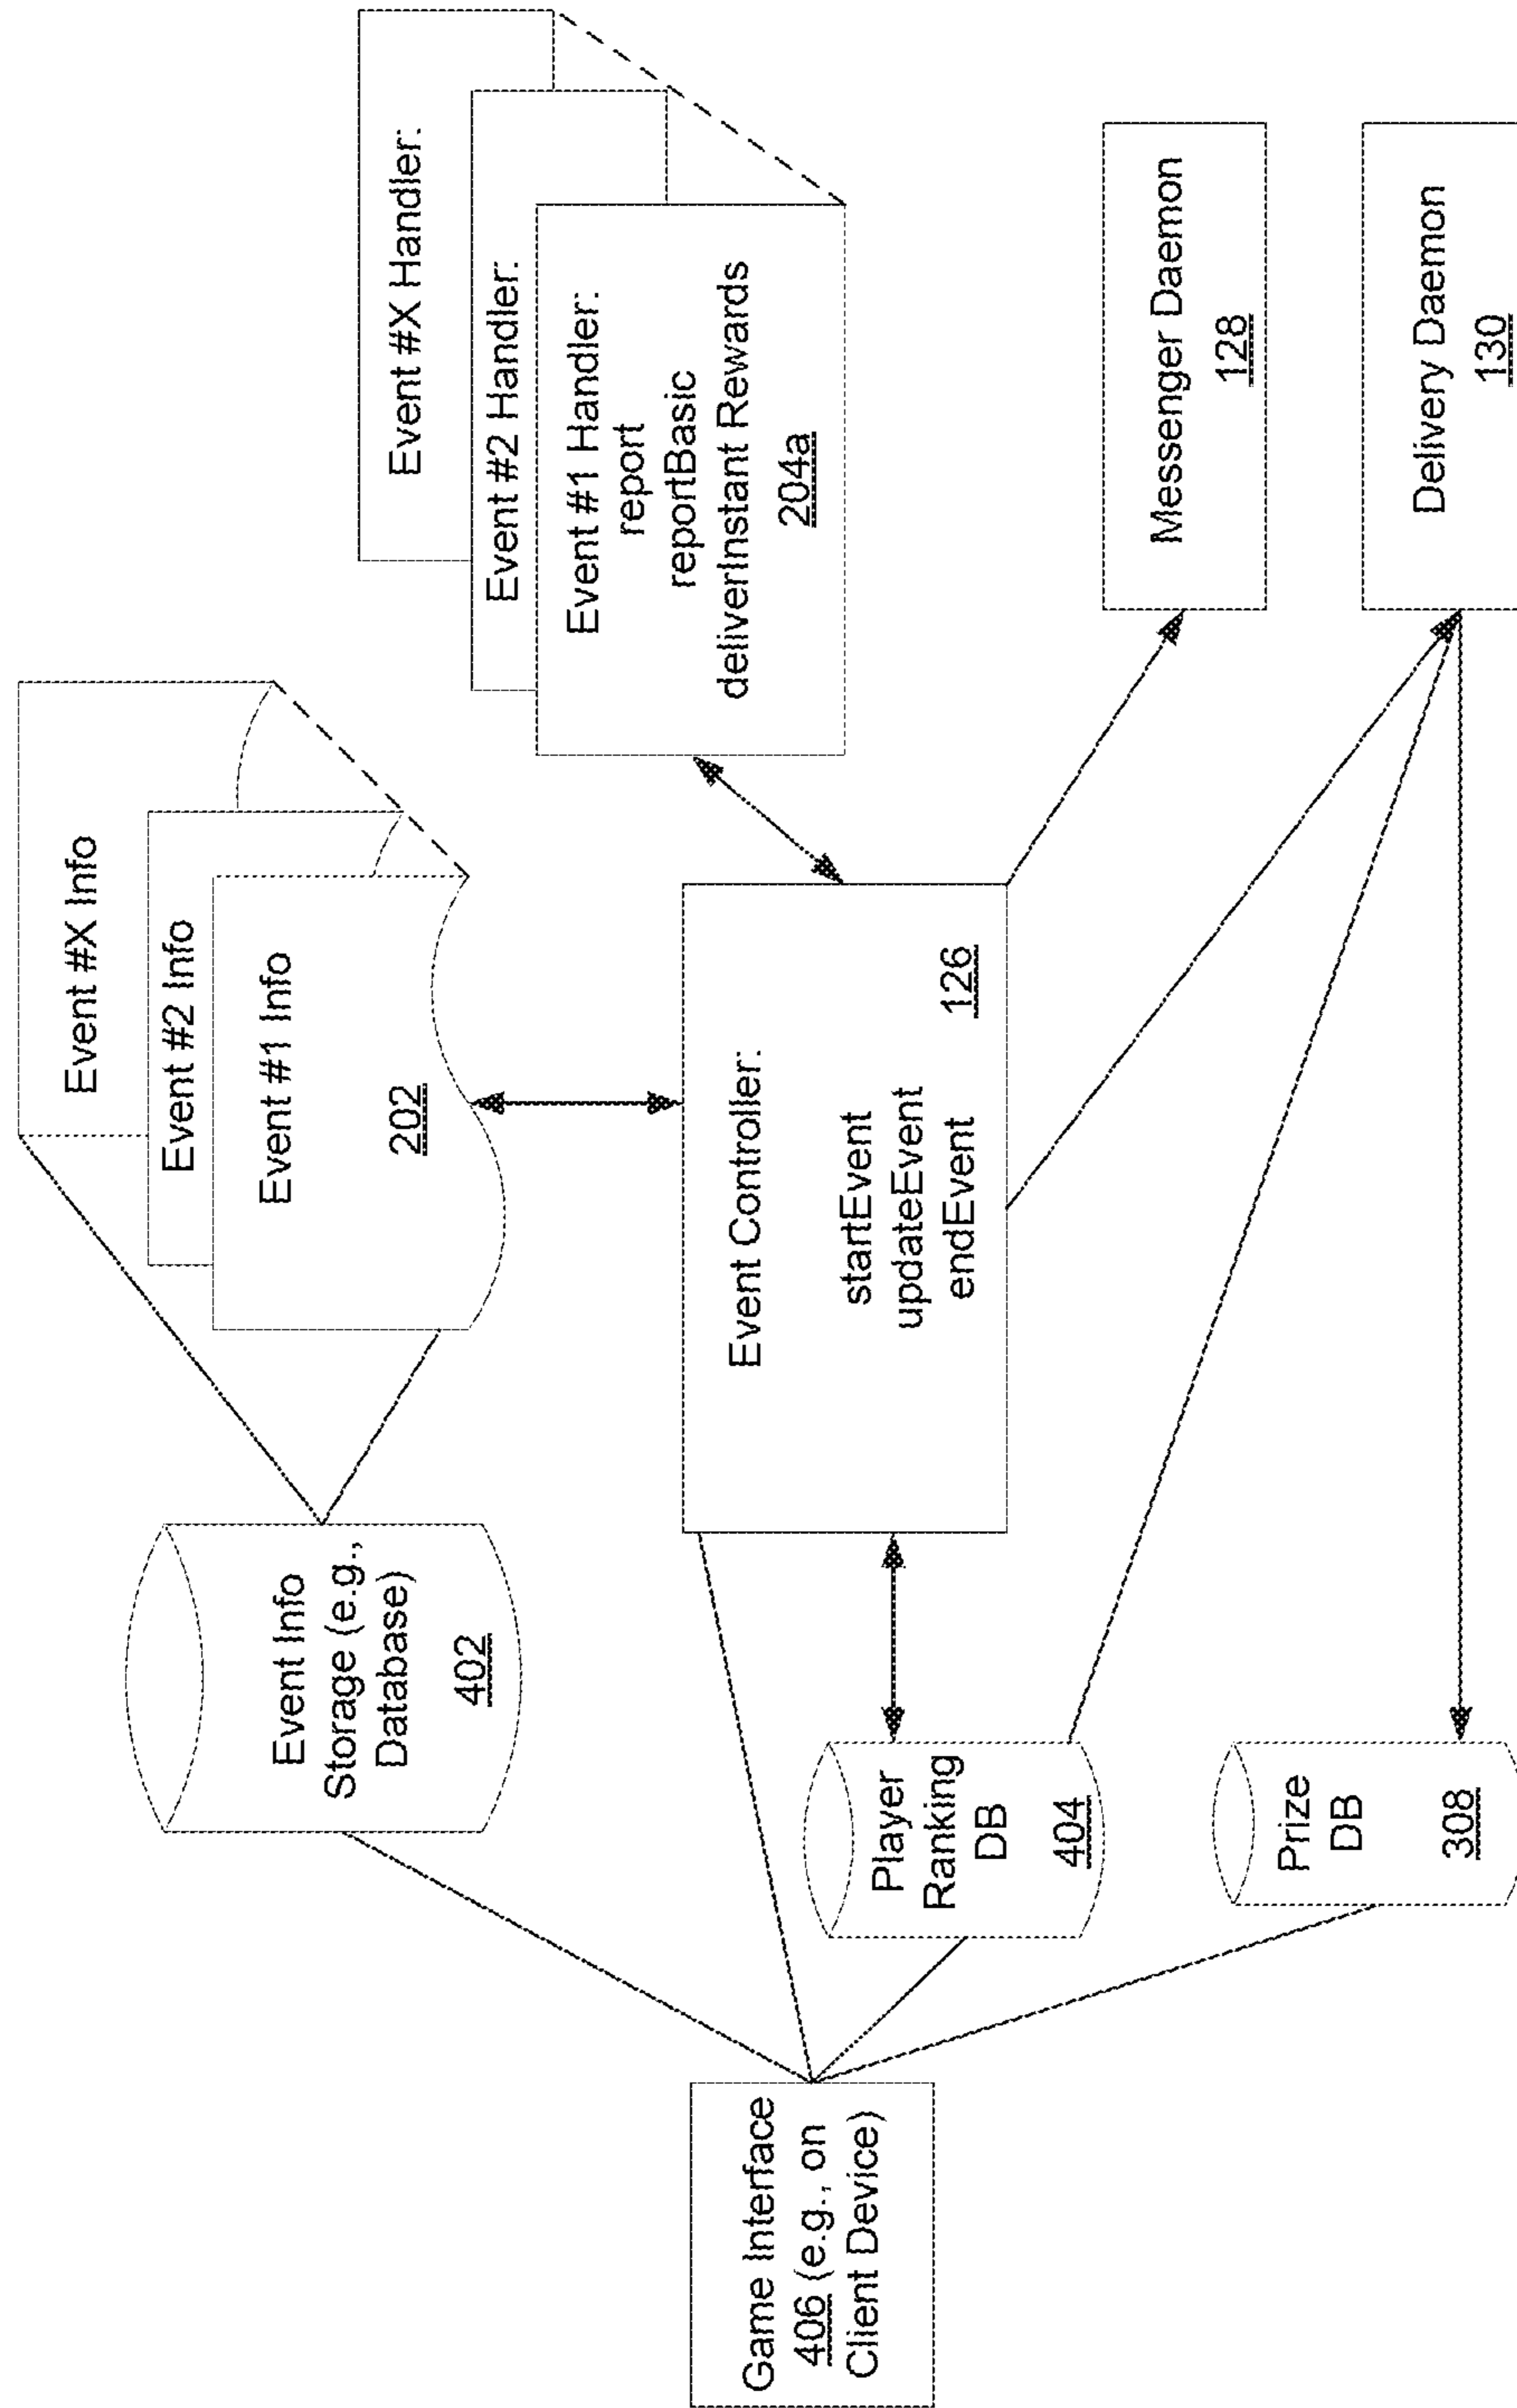 Event #X Info
Event #2 Info
Event #1 Info
202
Event #X Handler:
Event #2 Handler:
Event #1 Handler:
report
reportBasic
deliverInstant Rewards
204a
Event Info
Storage (e.g.,
Database)
402
Event Controller:
startEvent
updateEvent
endEvent
126
Game Interface
406 (e.g., on
Client Device)
Player
Ranking
DB
404
Prize
DB
308
Messenger Daemon
128
Delivery Daemon
130